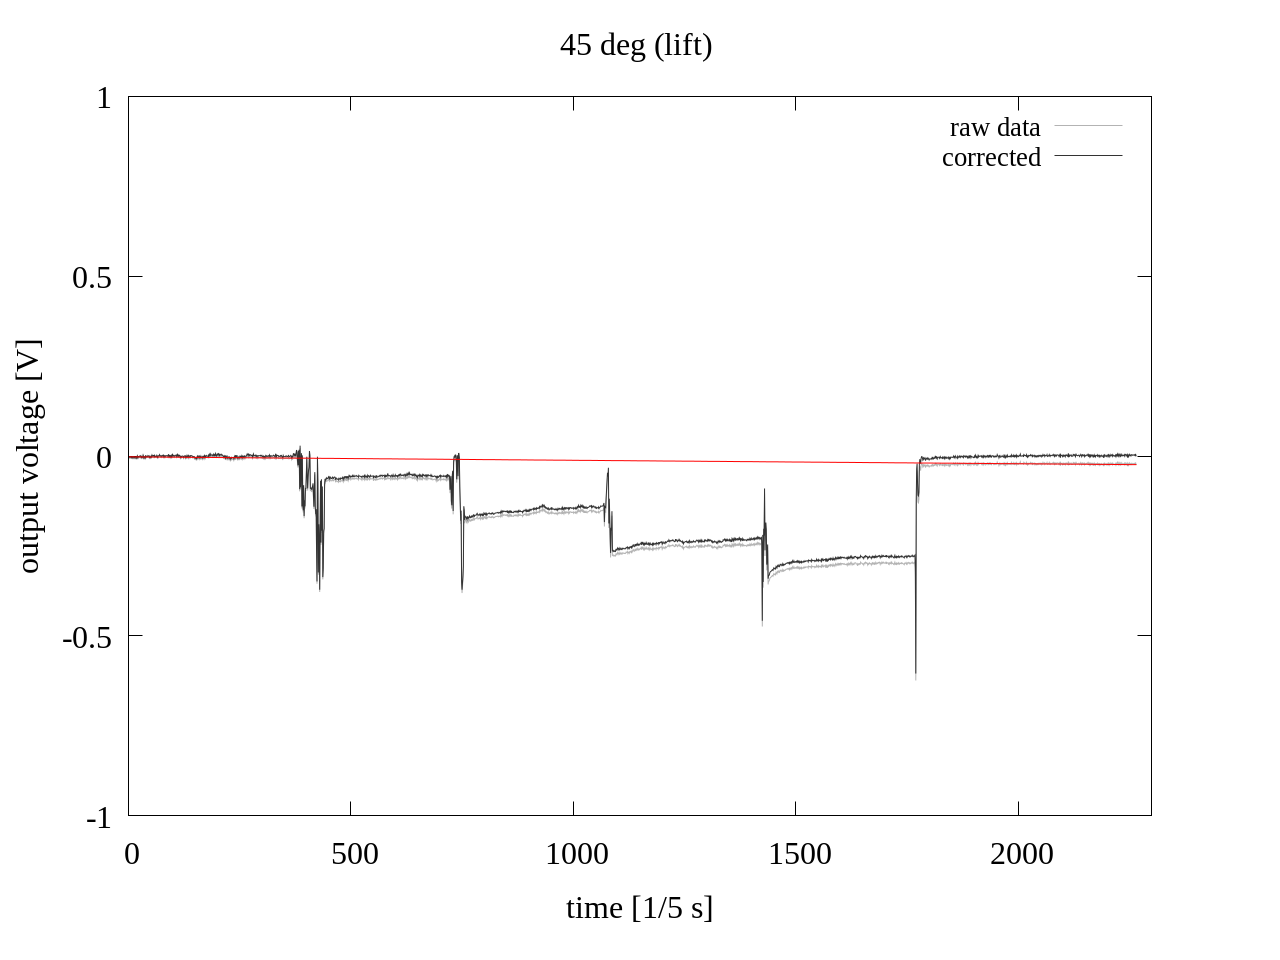 45 deg (lift)
raw data
corrected
1
0.5
0
-0.5
-1
output voltage [V]
0 500 1000 1500 2000
time [1/5 s]